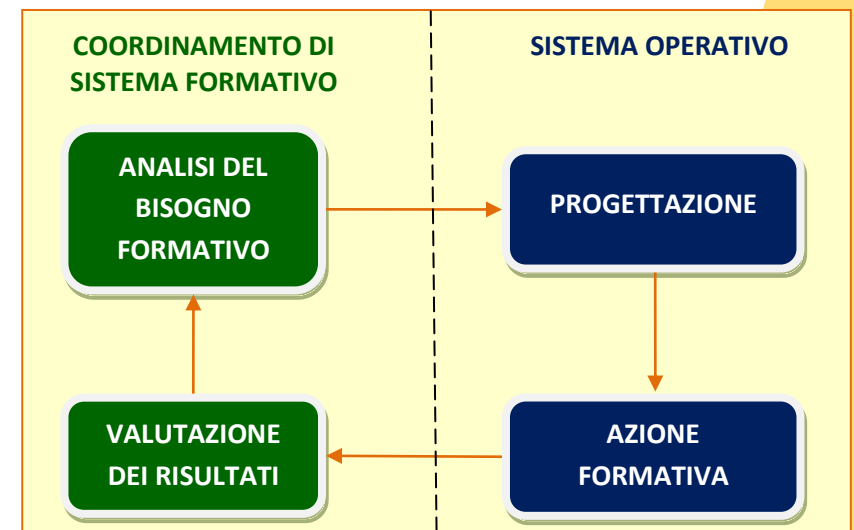 COORDINAMENTO DI
SISTEMA FORMATIVO
SISTEMA OPERATIVO
ANALISI DEL
BISOGNO
FORMATIVO
PROGETTAZIONE
VALUTAZIONE
DEI RISULTATI
AZIONE
FORMATIVA